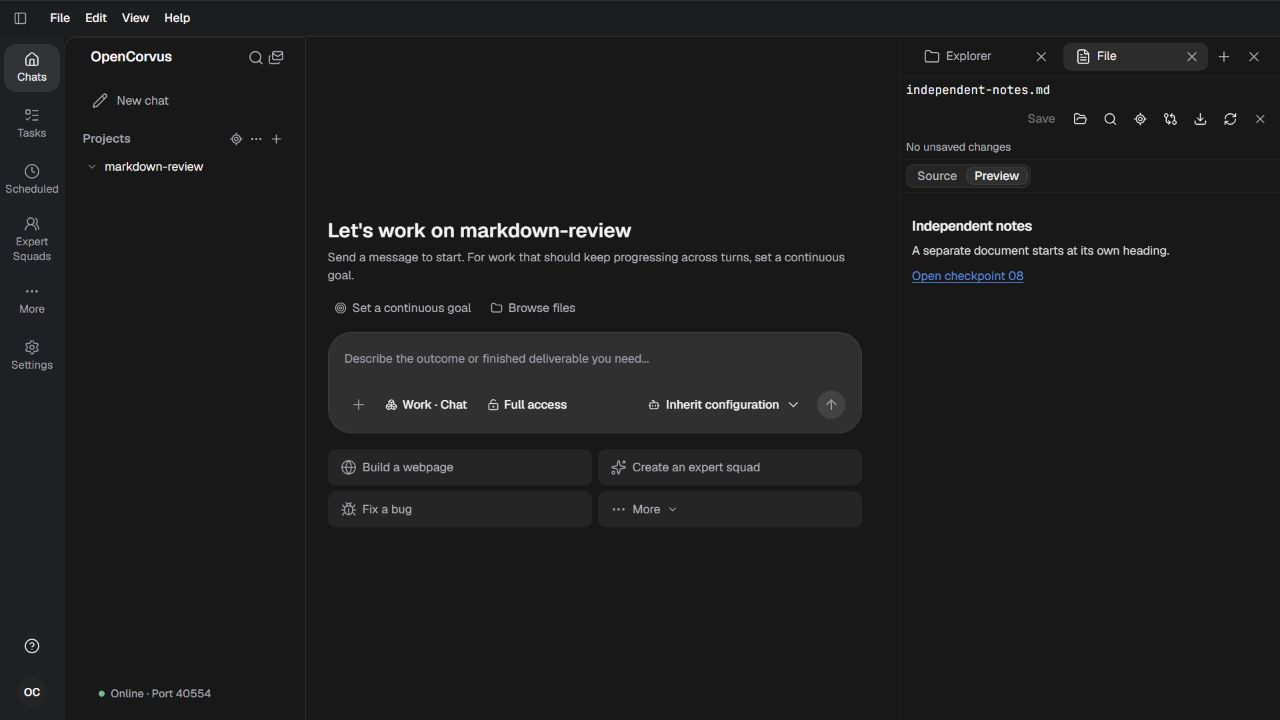 File Edit View Help
Chats
Tasks
Scheduled
Expert
Squads
More
Settings
OC
OpenCorvus
New chat
Projects
markdown-review
Online · Port 40554
Let's work on markdown-review
Send a message to start. For work that should keep progressing across turns, set a continuous
goal.
Set a continuous goal Browse files
Describe the outcome or finished deliverable you need...
Work · Chat Full access Inherit configuration
Build a webpage Create an expert squad
Fix a bug More
Explorer File
independent-notes.md
Save
No unsaved changes
Source Preview
Independent notes
A separate document starts at its own heading.
Open checkpoint 08